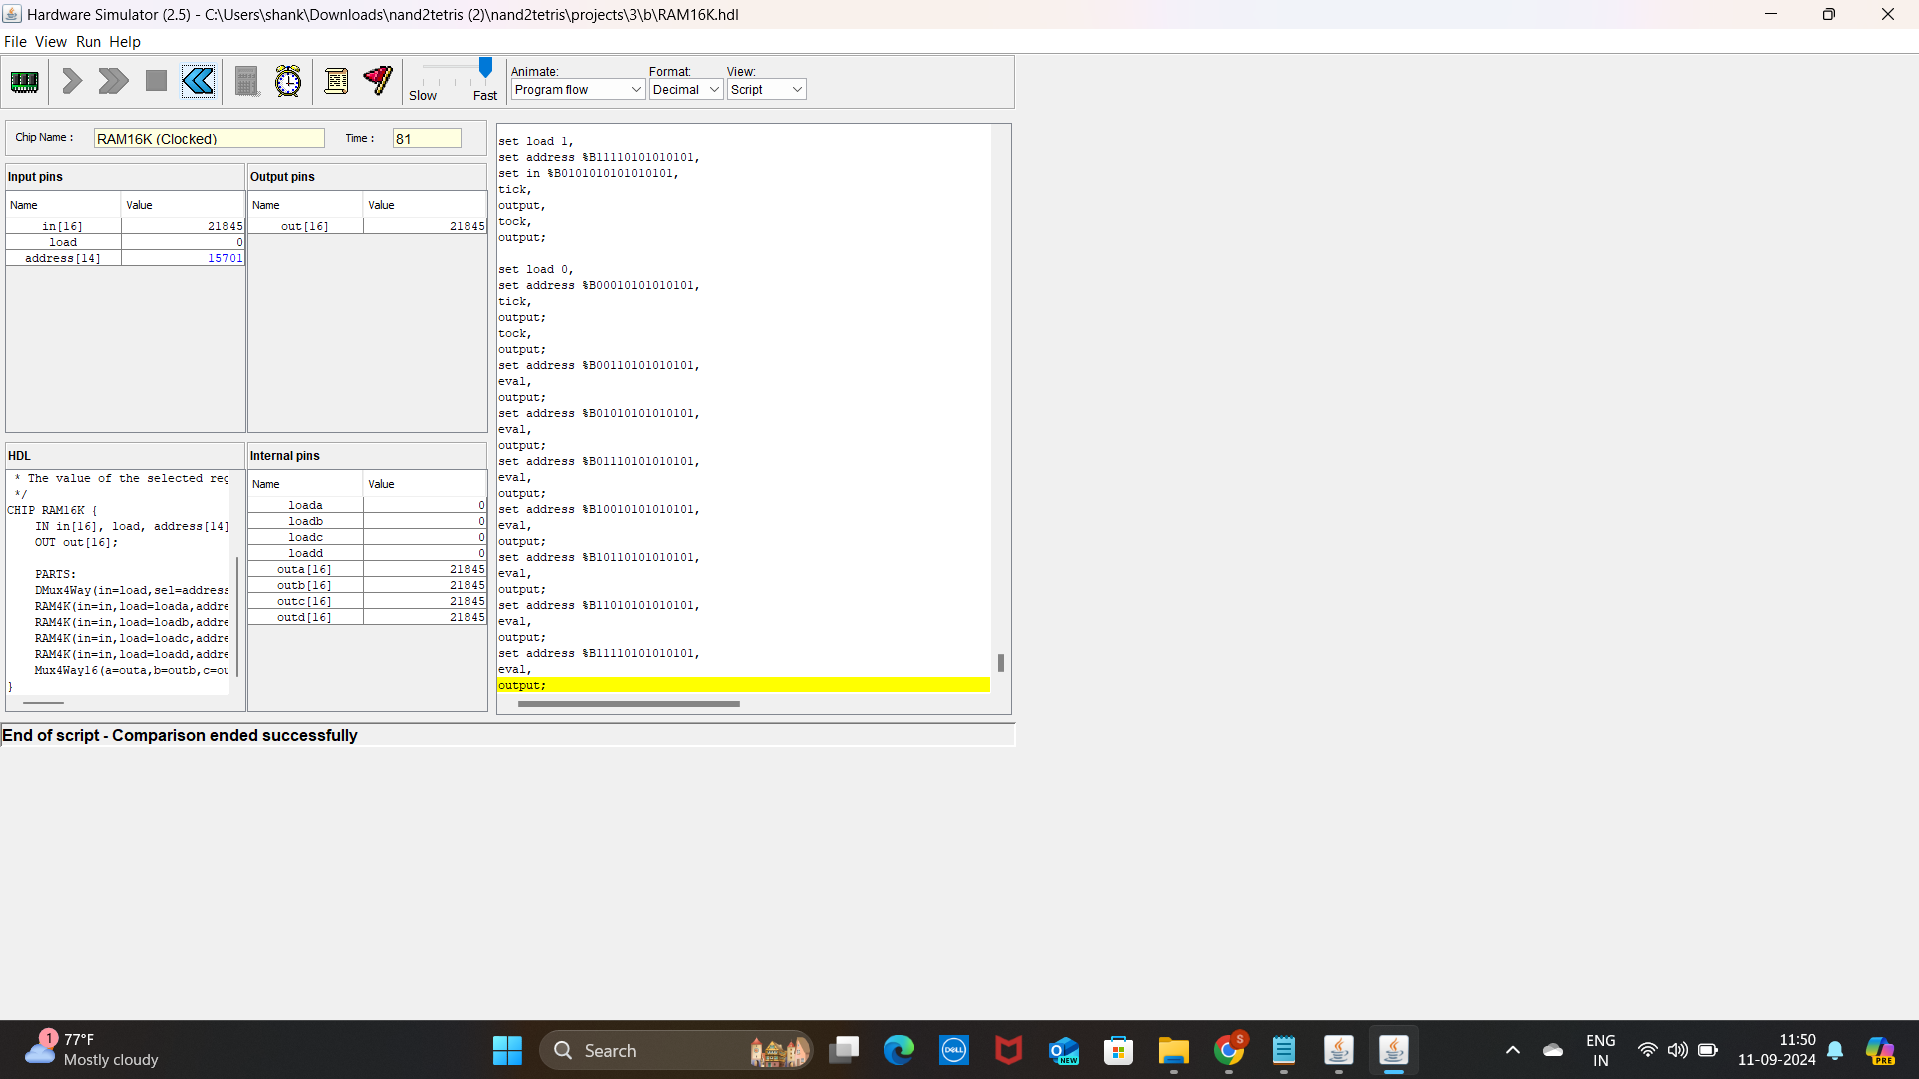 Hardware Simulator (2.5) - C:\Users\shank\Downloads\nand2tetris (2)\nand2tetris\projects\3\b\RAM16K.hdl
File View Run Help
Slow Fast
Animate: Format: View:
Program flow Decimal Script
Chip Name : RAM16K (Clocked) Time : 81
Input pins
Name Value
in[16] 21845
load 0
address[14] 15701
Output pins
Name Value
out[16] 21845
HDL
* The value of the selected reg
*/
CHIP RAM16K {
IN in[16], load, address[14]
OUT out[16];
PARTS:
DMux4Way(in=load,sel=address
RAM4K(in=in,load=loada,addre
RAM4K(in=in,load=loadb,addre
RAM4K(in=in,load=loadc,addre
RAM4K(in=in,load=loadd,addre
Mux4Way16(a=outa,b=outb,c=ou
}
Internal pins
Name Value
loada 0
loadb 0
loadc 0
loadd 0
outa[16] 21845
outb[16] 21845
outc[16] 21845
outd[16] 21845
set load 1,
set address %B11110101010101,
set in %B0101010101010101,
tick,
output,
tock,
output;
set load 0,
set address %B00010101010101,
tick,
output;
tock,
output;
set address %B00110101010101,
eval,
output;
set address %B01010101010101,
eval,
output;
set address %B01110101010101,
eval,
output;
set address %B10010101010101,
eval,
output;
set address %B10110101010101,
eval,
output;
set address %B11010101010101,
eval,
output;
set address %B11110101010101,
eval,
output;
End of script - Comparison ended successfully
1
77°F
Mostly cloudy
Search
DELL
NEW
S
ENG
IN
11:50
11-09-2024
PRE